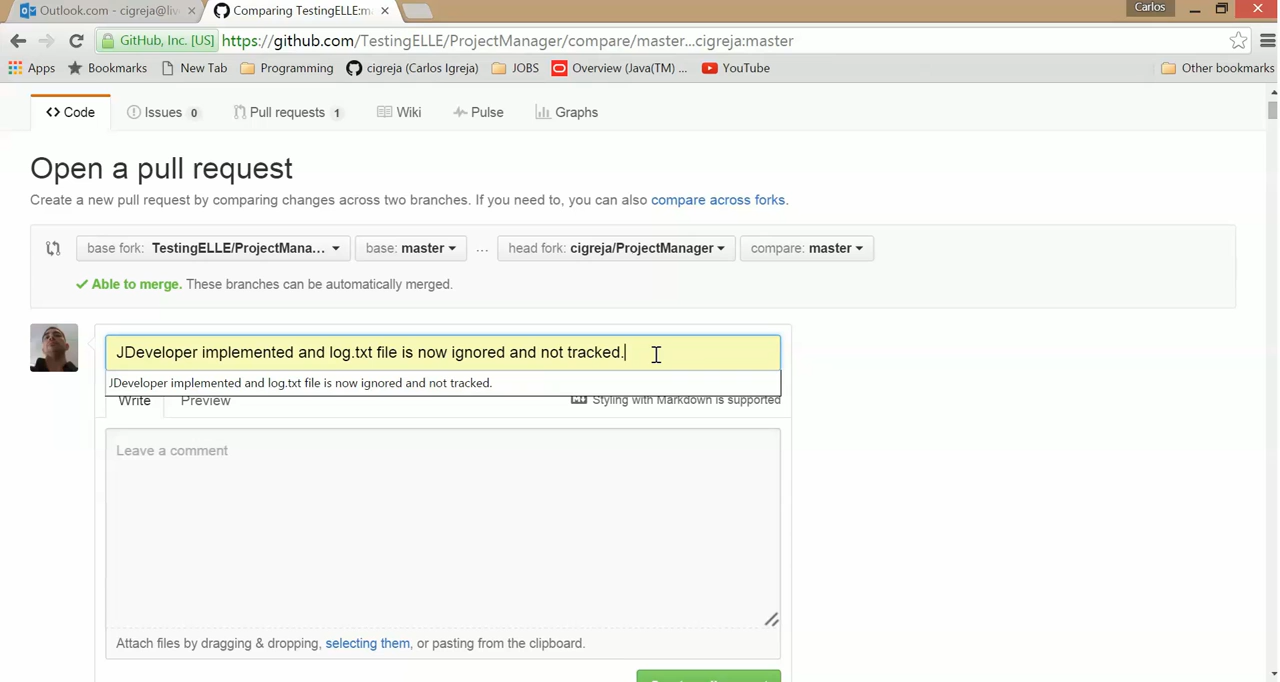 Outlook.com - cigreja@liv
Comparing TestingELLE:m
Carlos
GitHub, Inc. [US] https://github.com/TestingELLE/ProjectManager/compare/master...cigreja:master
Apps Bookmarks New Tab Programming cigreja (Carlos Igreja) JOBS Overview (Java(TM) ... YouTube Other bookmarks
Code Issues 0 Pull requests 1 Wiki Pulse Graphs
Open a pull request
Create a new pull request by comparing changes across two branches. If you need to, you can also compare across forks.
base fork: TestingELLE/ProjectMana... base: master ... head fork: cigreja/ProjectManager compare: master
Able to merge. These branches can be automatically merged.
JDeveloper implemented and log.txt file is now ignored and not tracked.
JDeveloper implemented and log.txt file is now ignored and not tracked.
Write Preview Styling with Markdown is supported
Leave a comment
Attach files by dragging & dropping, selecting them, or pasting from the clipboard.